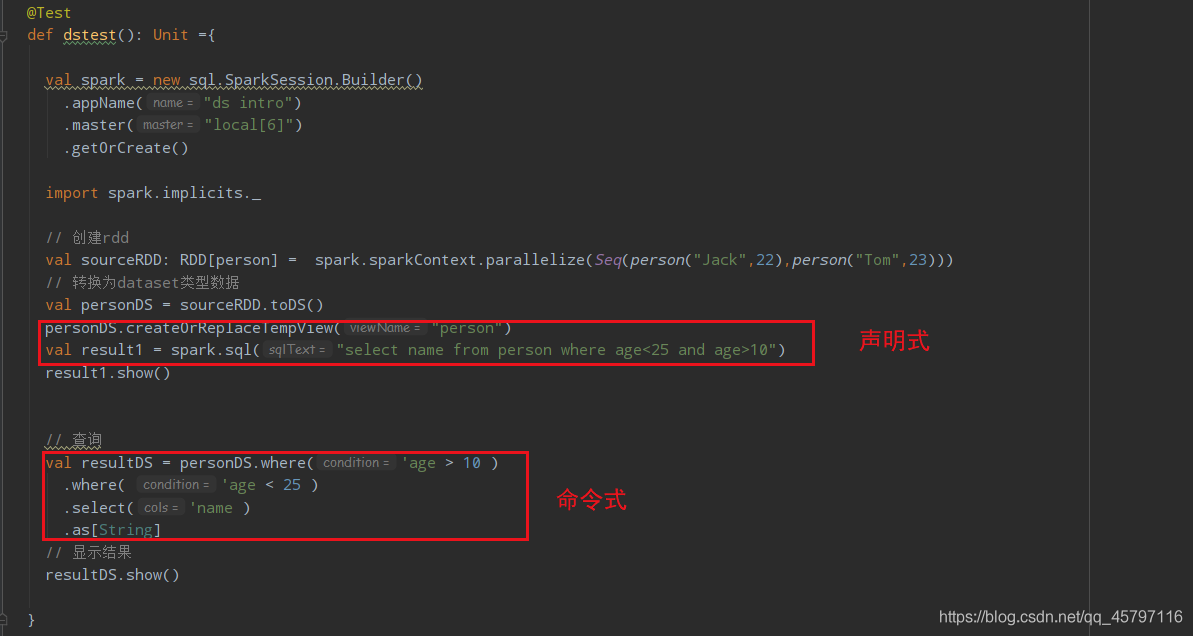 @Test
def dstest(): Unit ={
val spark = new sql.SparkSession.Builder()
.appName( name = "ds intro")
.master( master = "local[6]")
.getOrCreate()
import spark.implicits._
// 创建rdd
val sourceRDD: RDD[person] =  spark.sparkContext.parallelize(Seq(person("Jack",22),person("Tom",23)))
// 转换为dataset类型数据
val personDS = sourceRDD.toDS()
personDS.createOrReplaceTempView( viewName = "person")
val result1 = spark.sql( sqlText = "select name from person where age<25 and age>10")
声明式
result1.show()
// 查询
val resultDS = personDS.where( condition = 'age > 10 )
.where( condition = 'age < 25 )
.select( cols = 'name )
命令式
.as[String]
// 显示结果
resultDS.show()
}
https://blog.csdn.net/qq_45797116